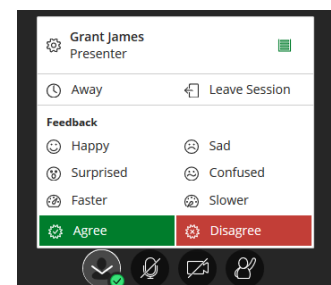 Grant James
Presenter
Away
Leave Session
Feedback
Happy
Sad
Surprised
Confused
Faster
Slower
Agree
Disagree